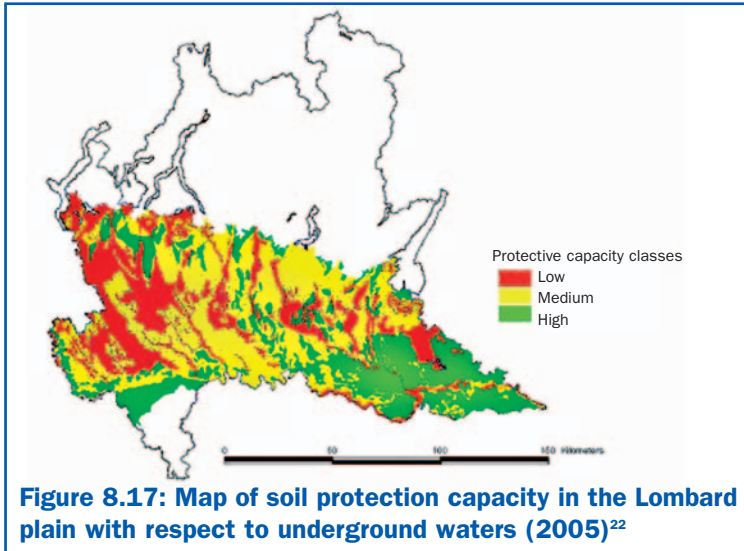 Protective capacity classes
Low
Medium
High
0 50 100 150 Kilometers
Figure 8.17: Map of soil protection capacity in the Lombard
plain with respect to underground waters (2005)²²